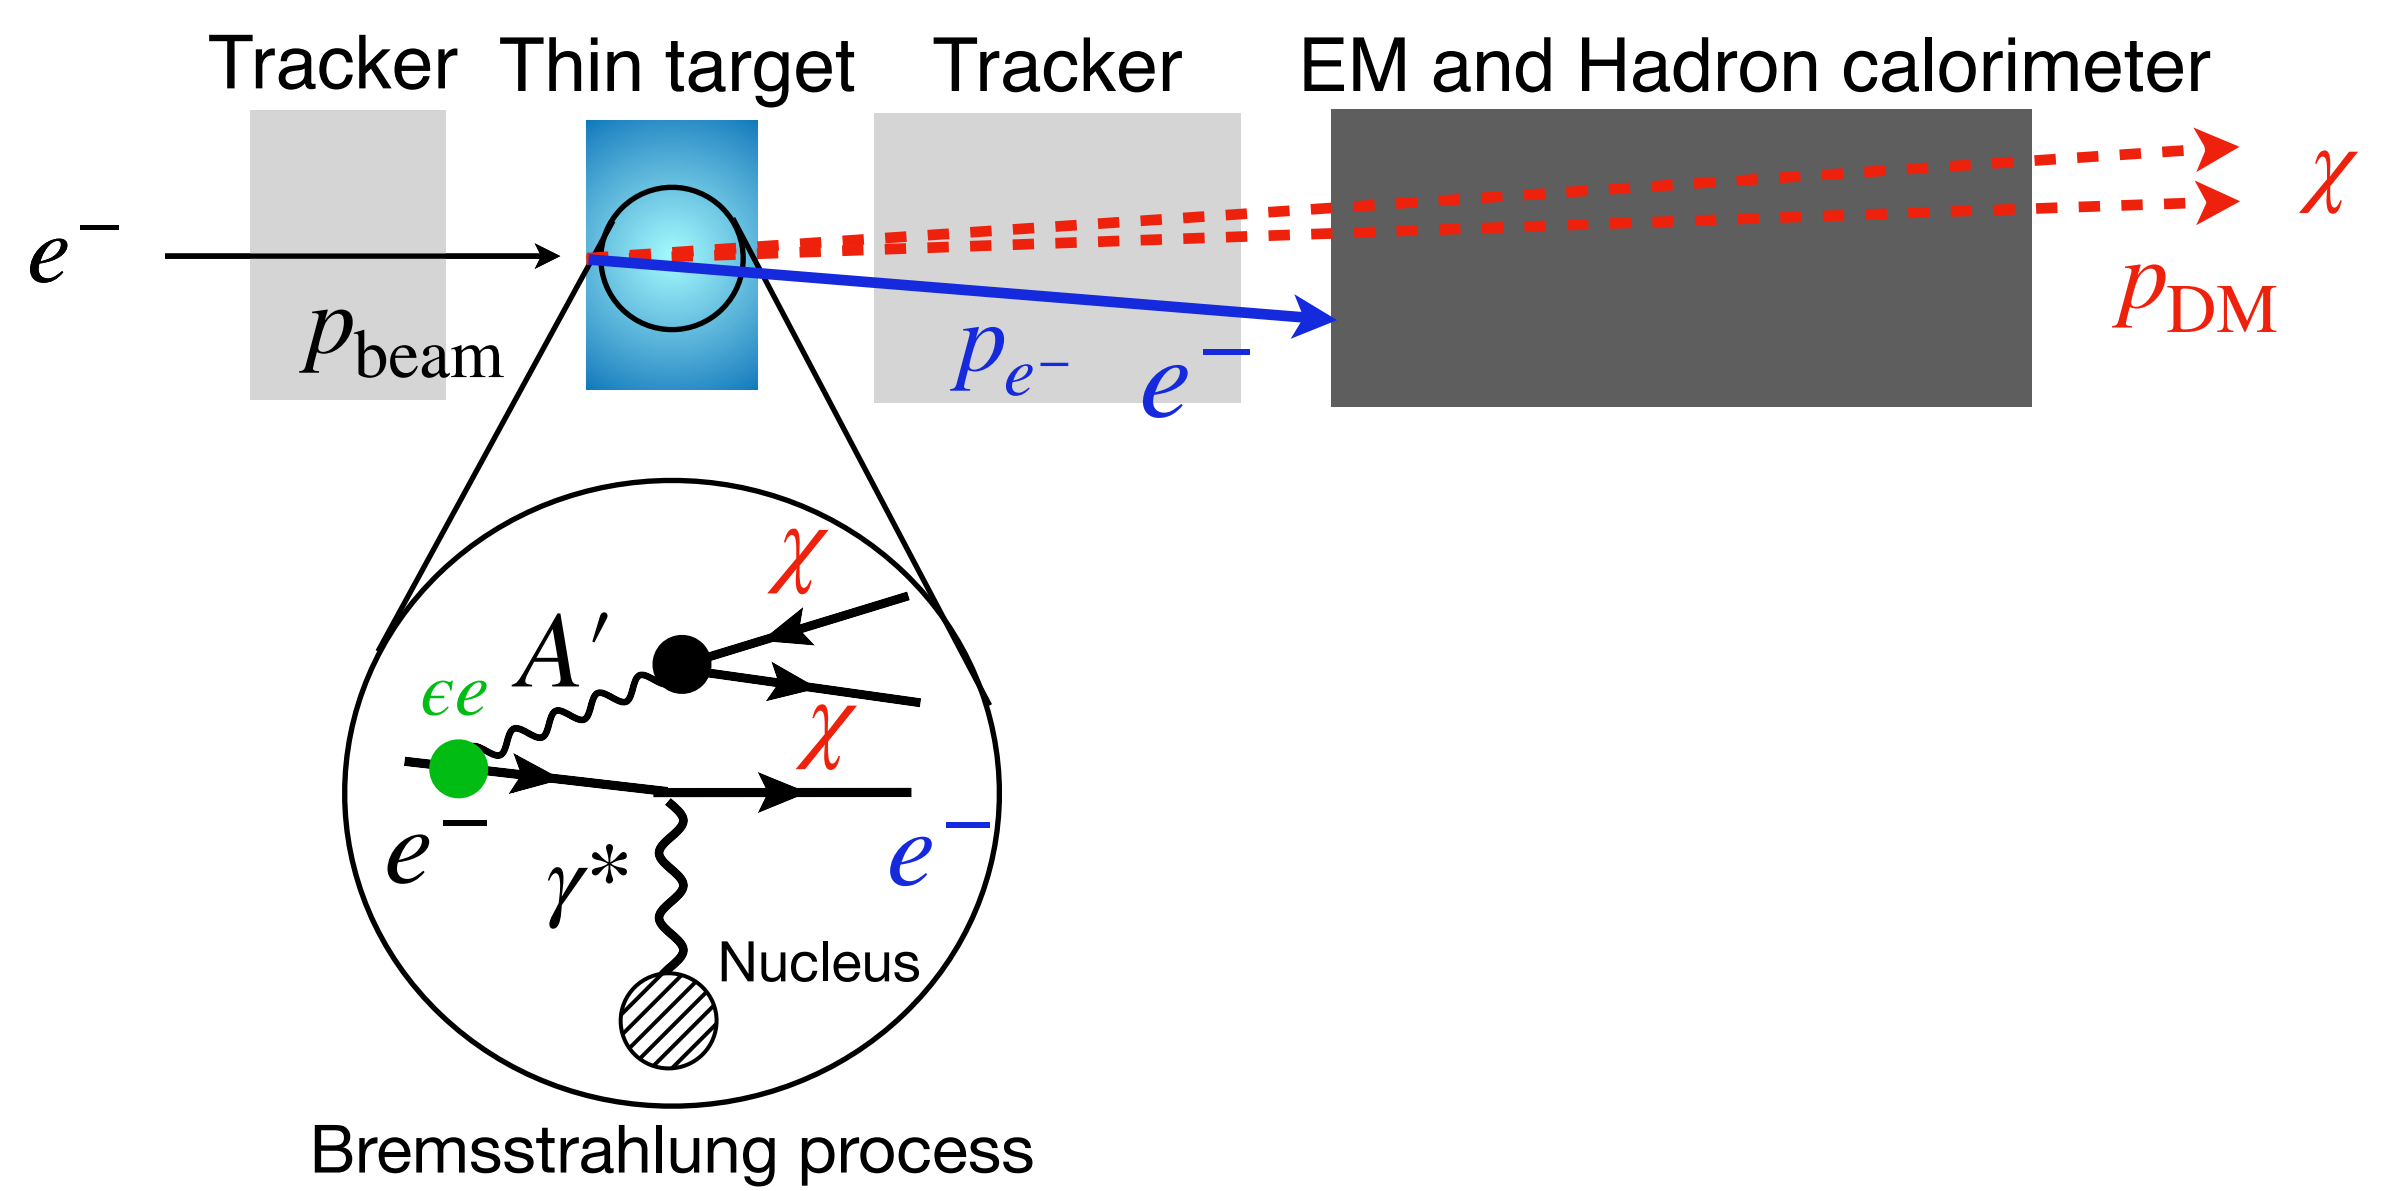 Tracker Thin target Tracker EM and Hadron calorimeter
e⁻ p_beam p_e⁻ e⁻ χ p_DM
χ
A′
ϵe
χ
e⁻ γ* e⁻
Nucleus
Bremsstrahlung process